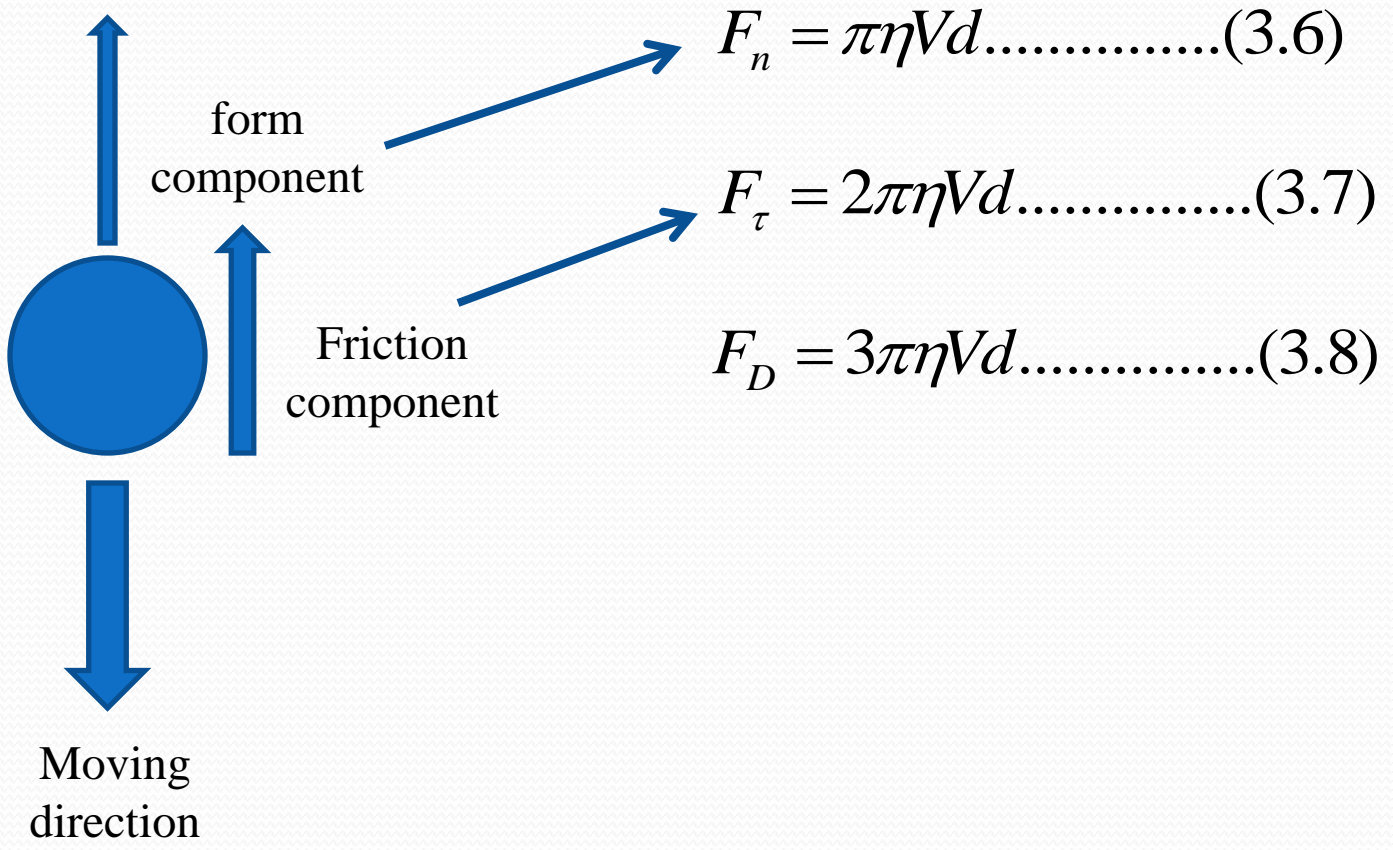 F_n = πηVd...............(3.6)
form
component
F_τ = 2πηVd...............(3.7)
Friction
component
F_D = 3πηVd...............(3.8)
Moving
direction